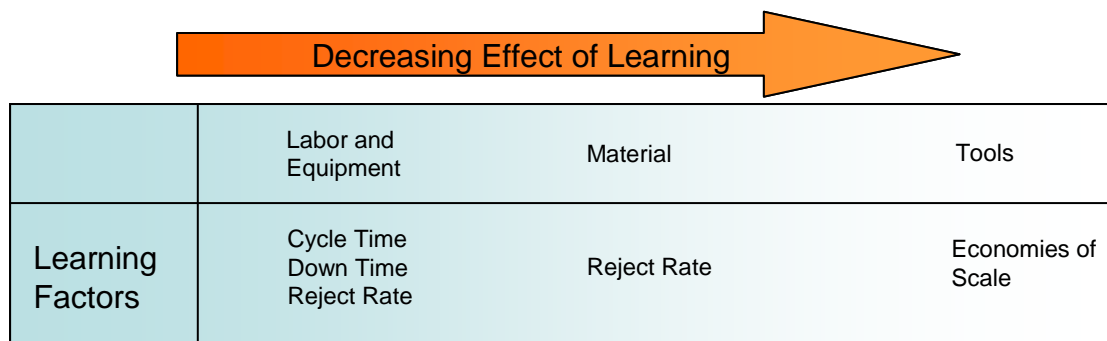 Decreasing Effect of Learning
Labor and
Equipment
Material
Tools
Learning
Factors
Cycle Time
Down Time
Reject Rate
Reject Rate
Economies of
Scale